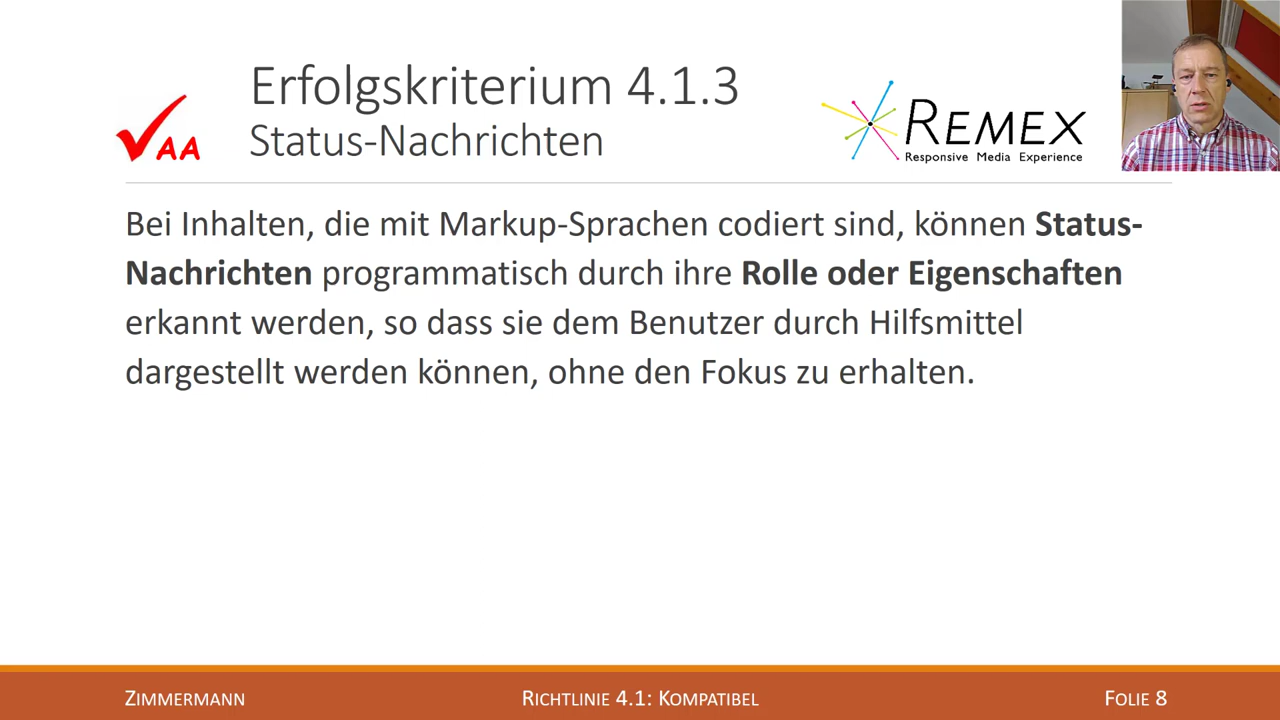 Erfolgskriterium 4.1.3
Status-Nachrichten
AA
REMEX
Responsive Media Experience
Bei Inhalten, die mit Markup-Sprachen codiert sind, können Status-
Nachrichten programmatisch durch ihre Rolle oder Eigenschaften
erkannt werden, so dass sie dem Benutzer durch Hilfsmittel
dargestellt werden können, ohne den Fokus zu erhalten.
ZIMMERMANN
RICHTLINIE 4.1: KOMPATIBEL
FOLIE 8